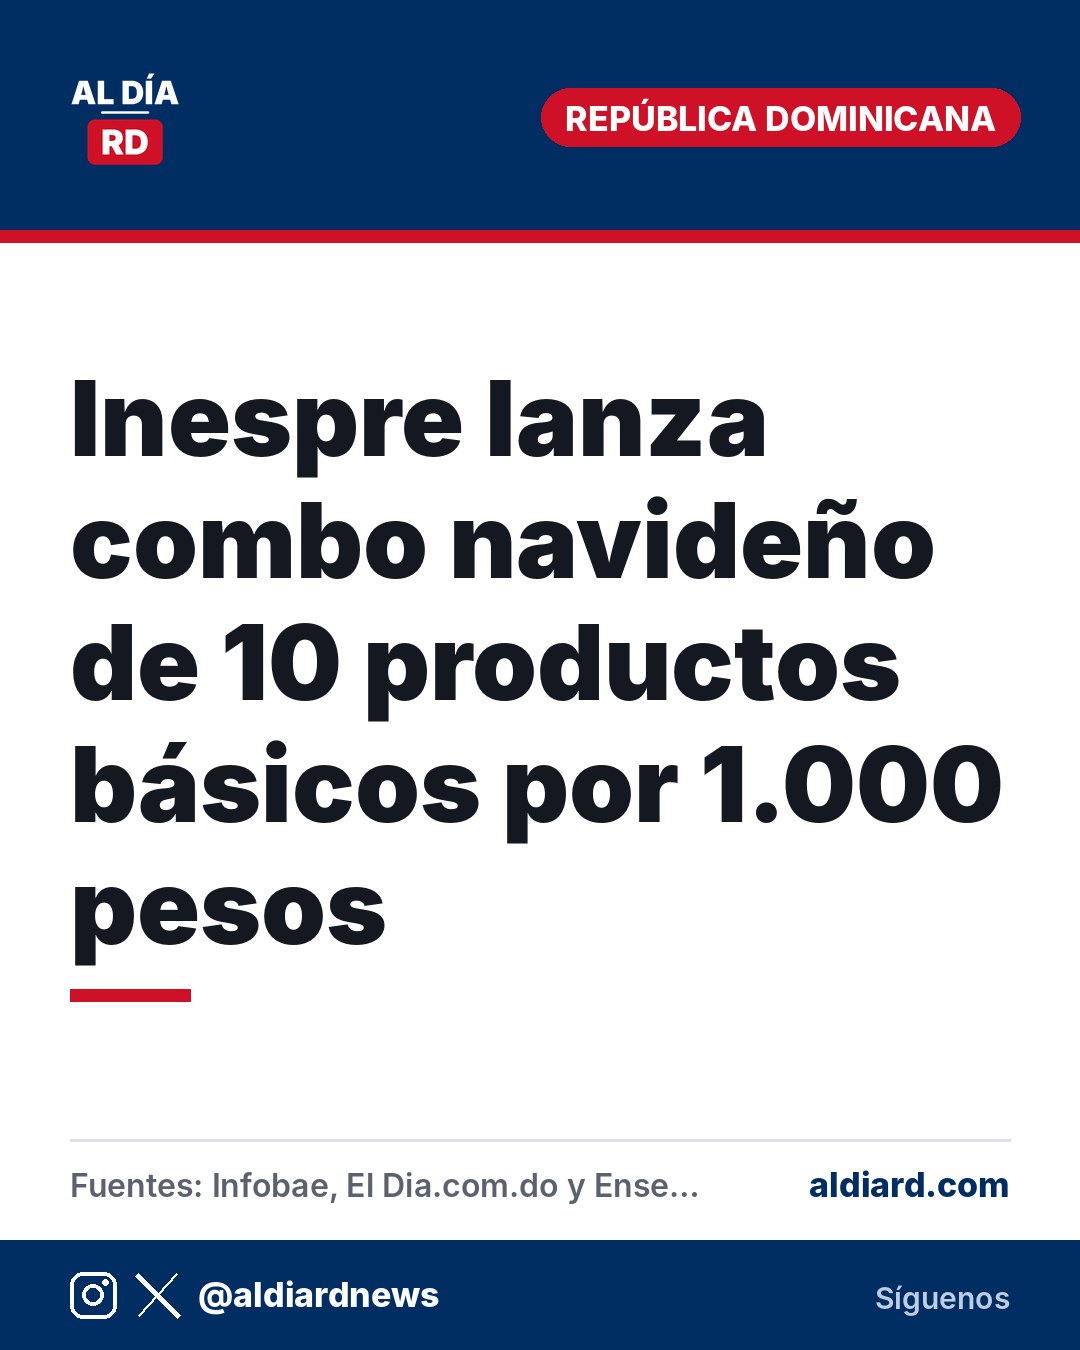 AL DÍA
RD
REPÚBLICA DOMINICANA
Inespre lanza
combo navideño
de 10 productos
básicos por 1.000
pesos
Fuentes: Infobae, El Dia.com.do y Ense...
aldiard.com
@aldiardnews
Síguenos